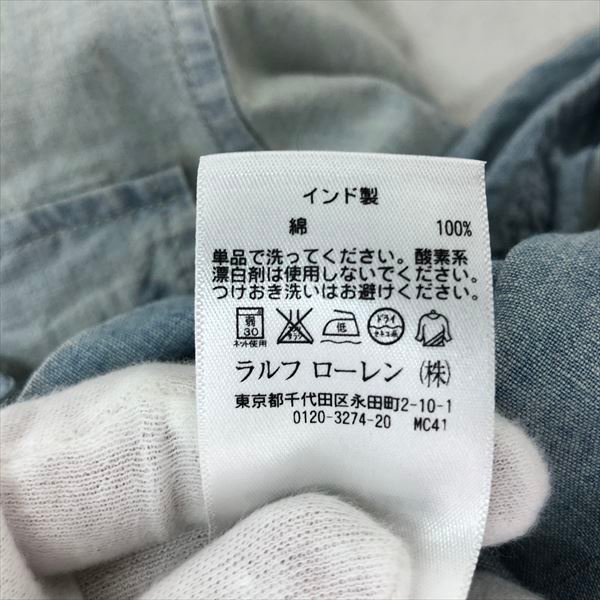 インド製
綿 100%
単品で洗ってください。酸素系
漂白剤は使用しないでください。
つけおき洗いはお避けください。
弱 低 ドライ
30
ネット使用
ラルフ ローレン (株)
東京都千代田区永田町2-10-1
0120-3274-20 MC41